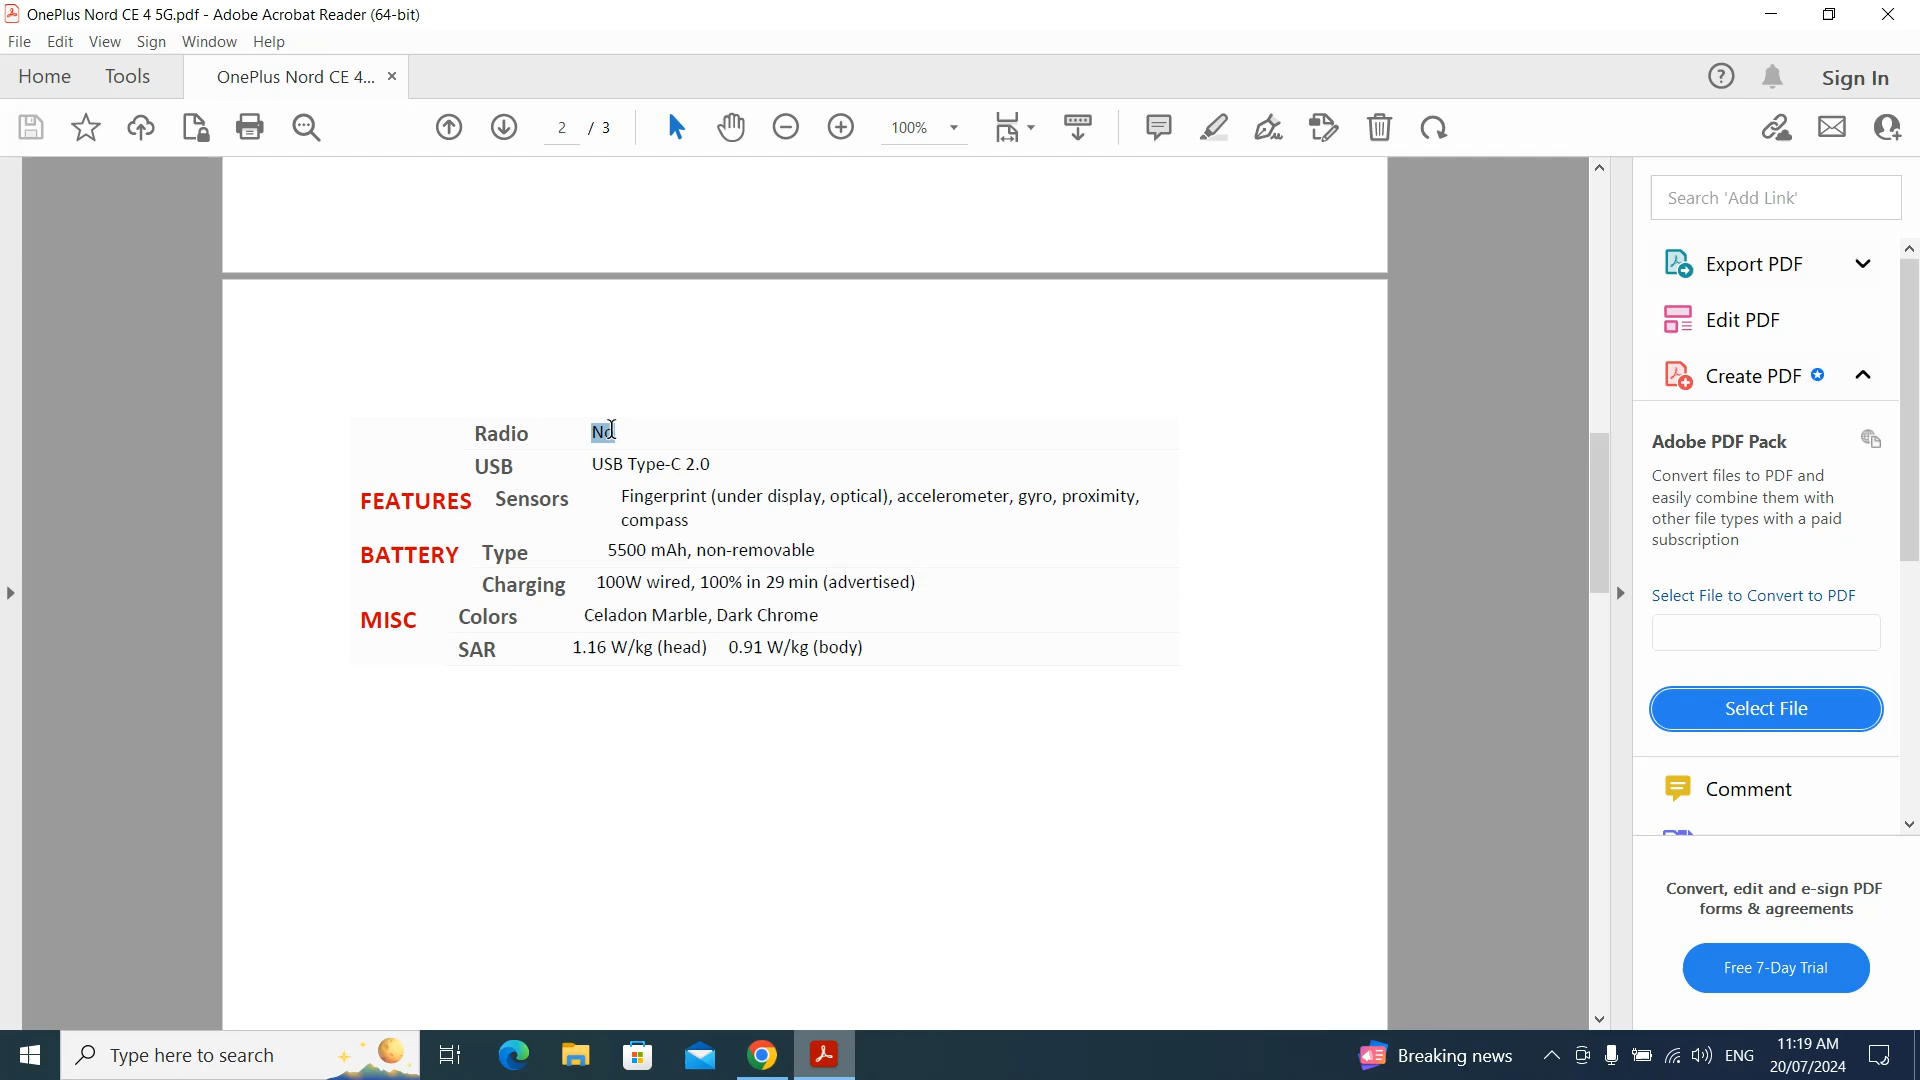 OnePlus Nord CE 4 5G.pdf - Adobe Acrobat Reader (64-bit)
File Edit View Sign Window Help
Home Tools OnePlus Nord CE 4... × Sign In
2 / 3 100%
Search 'Add Link'
Export PDF
Edit PDF
Create PDF
Adobe PDF Pack
Convert files to PDF and
easily combine them with
other file types with a paid
subscription
Select File to Convert to PDF
Select File
Comment
Convert, edit and e-sign PDF
forms & agreements
Free 7-Day Trial
Radio No
USB USB Type-C 2.0
FEATURES Sensors Fingerprint (under display, optical), accelerometer, gyro, proximity,
compass
BATTERY Type 5500 mAh, non-removable
Charging 100W wired, 100% in 29 min (advertised)
MISC Colors Celadon Marble, Dark Chrome
SAR 1.16 W/kg (head) 0.91 W/kg (body)
Type here to search
Breaking news
ENG
11:19 AM
20/07/2024